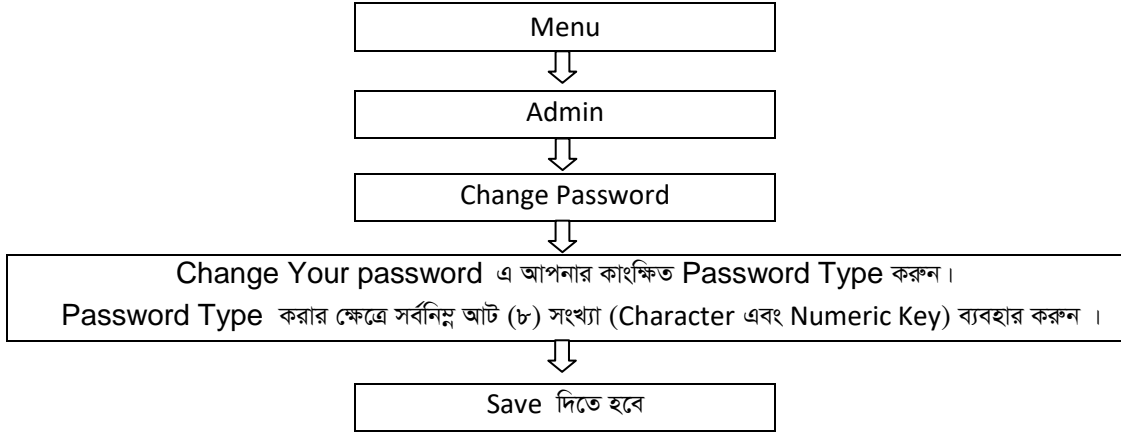 Menu
Admin
Change Password
Change Your password এ আপনার কাংক্ষিত Password Type করুন।
Password Type করার ক্ষেত্রে সর্বনিম্ন আট (৮) সংখ্যা (Character এবং Numeric Key) ব্যবহার করুন ।
Save দিতে হবে